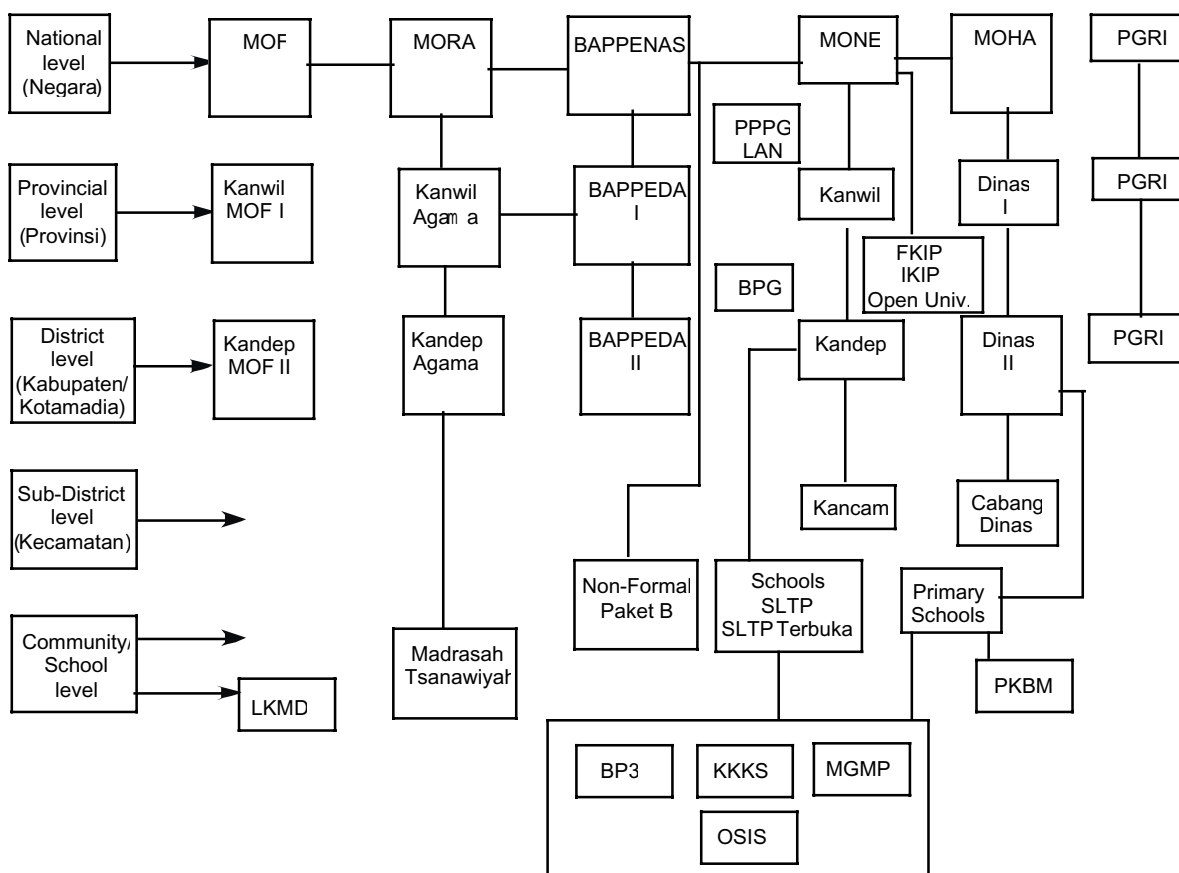 National
level
(Negara)
MOF
MORA
BAPPENAS
MONE
MOHA
PGRI
PPPG
LAN
Provincial
level
(Provinsi)
Kanwil
MOF I
Kanwil
Agama
BAPPEDA
I
Kanwil
Dinas
I
PGRI
FKIP
IKIP
Open Univ.
BPG
District
level
(Kabupaten/
Kotamadia)
Kandep
MOF II
Kandep
Agama
BAPPEDA
II
Kandep
Dinas
II
PGRI
Sub-District
level
(Kecamatan)
Kancam
Cabang
Dinas
Non-Formal
Paket B
Schools
SLTP
SLTP Terbuka
Primary
Schools
Community/
School
level
LKMD
Madrasah
Tsanawiyah
PKBM
BP3
KKKS
MGMP
OSIS